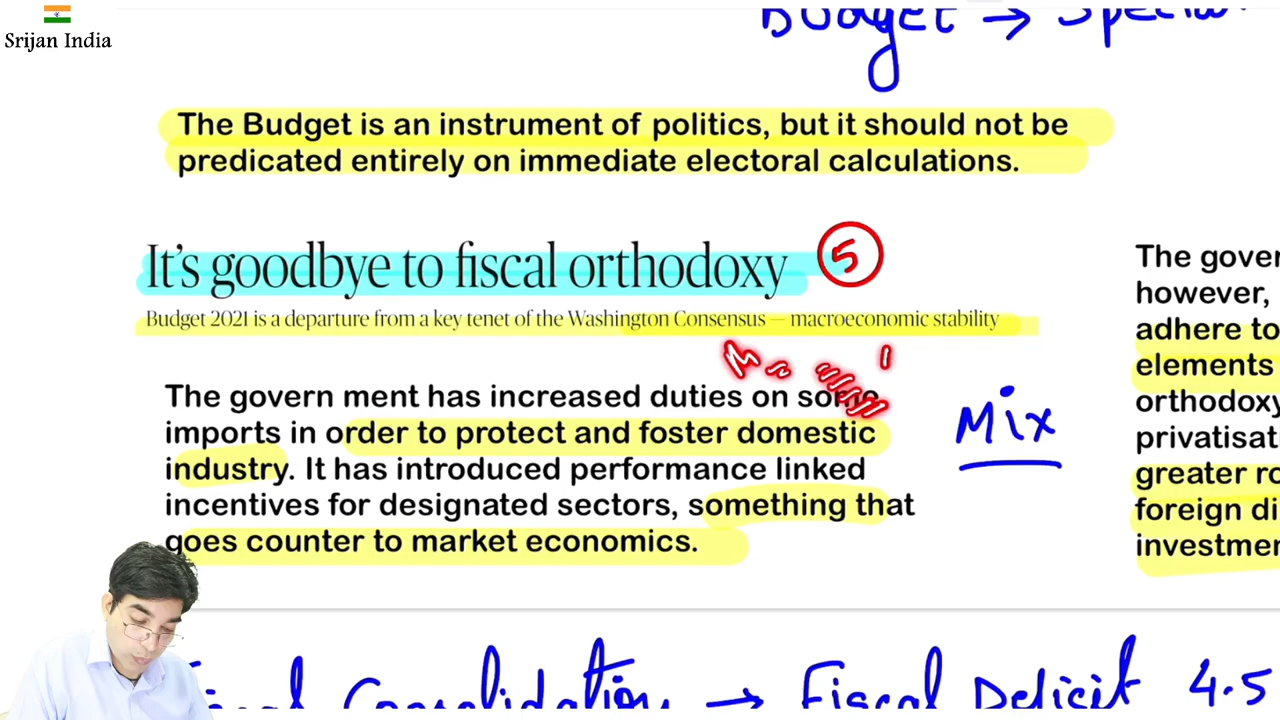 Srijan India
Budget → Special
The Budget is an instrument of politics, but it should not be
predicated entirely on immediate electoral calculations.
It's goodbye to fiscal orthodoxy
5
Budget 2021 is a departure from a key tenet of the Washington Consensus — macroeconomic stability
The govern ment has increased duties on some
imports in order to protect and foster domestic
industry. It has introduced performance linked
incentives for designated sectors, something that
goes counter to market economics.
Mix
The gover
however,
adhere to
elements
orthodoxy
privatisati
greater ro
foreign di
investmen
Consolidation → Fiscal Deficit 4.5